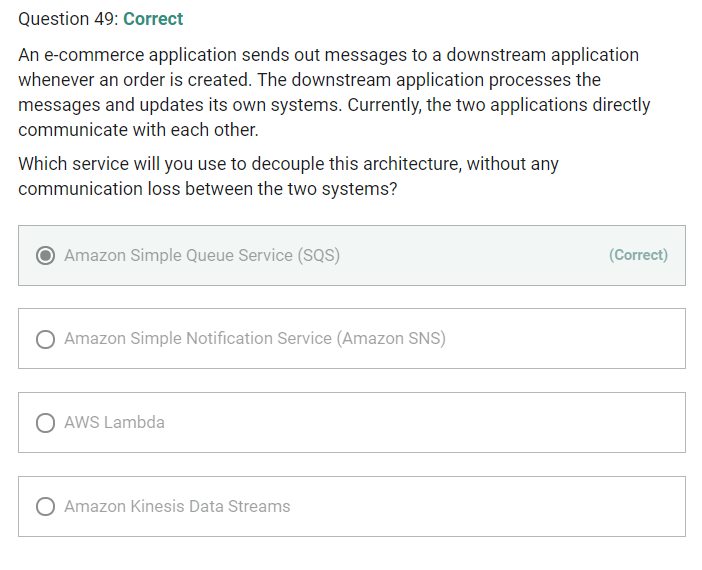 Question 49: Correct
An e-commerce application sends out messages to a downstream application
whenever an order is created. The downstream application processes the
messages and updates its own systems. Currently, the two applications directly
communicate with each other.
Which service will you use to decouple this architecture, without any
communication loss between the two systems?
Amazon Simple Queue Service (SQS) (Correct)
Amazon Simple Notification Service (Amazon SNS)
AWS Lambda
Amazon Kinesis Data Streams